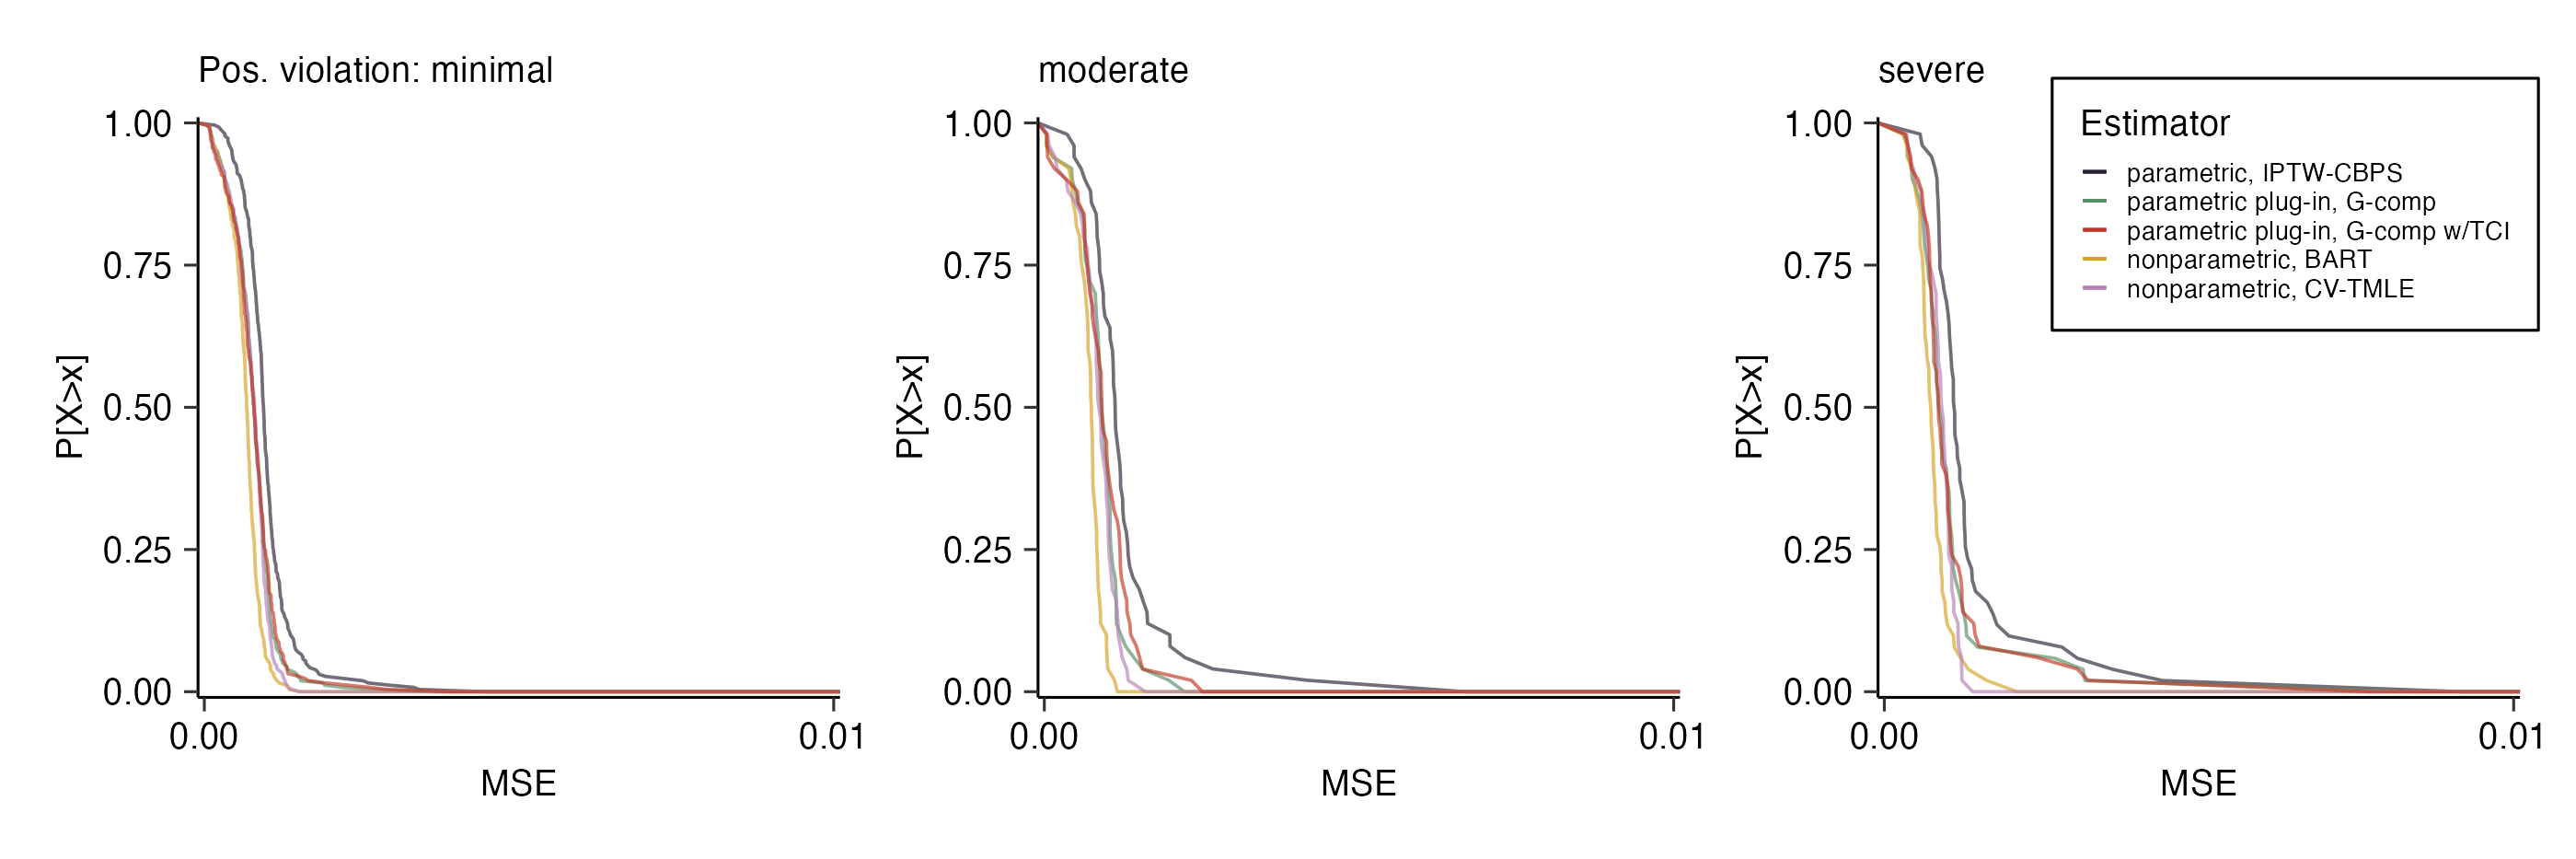 Pos. violation: minimal
1.00
0.75
0.50
0.25
0.00
P[X>x]
0.00
0.01
MSE
moderate
1.00
0.75
0.50
0.25
0.00
P[X>x]
0.00
0.01
MSE
severe
1.00
0.75
0.50
0.25
0.00
P[X>x]
0.00
0.01
MSE
Estimator
parametric, IPTW-CBPS
parametric plug-in, G-comp
parametric plug-in, G-comp w/TCI
nonparametric, BART
nonparametric, CV-TMLE